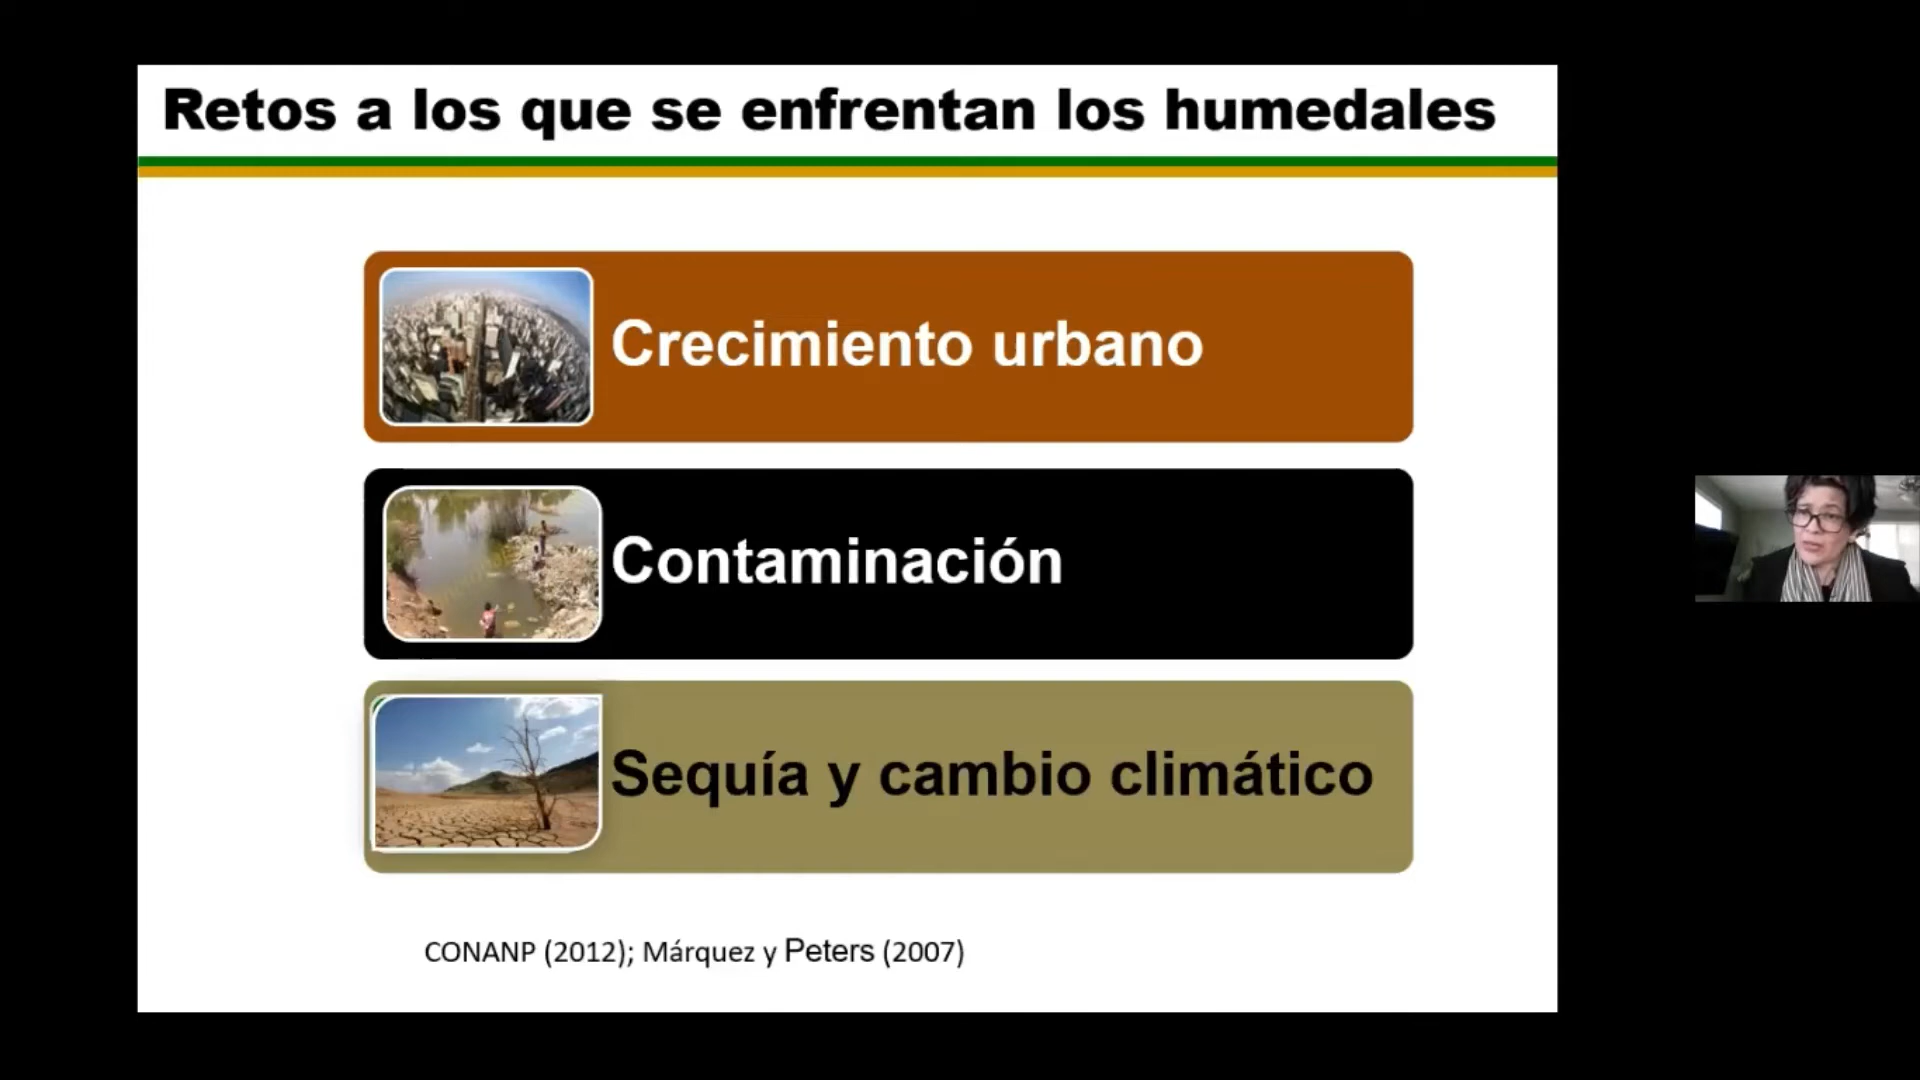 Retos a los que se enfrentan los humedales
Crecimiento urbano
Contaminación
Sequía y cambio climático
CONANP (2012); Márquez y Peters (2007)